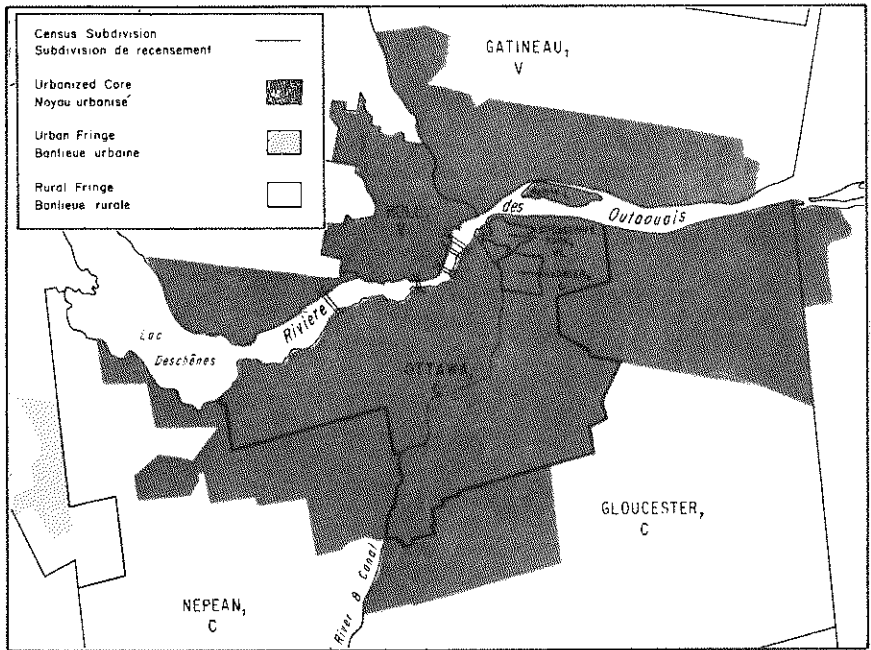 Census Subdivision
Subdivision de recensement
Urbanized Core
Noyau urbanisé
Urban Fringe
Banlieue urbaine
Rural Fringe
Banlieue rurale
GATINEAU,
V
HULL
des
Outaouais
Rivière
Lac
Deschênes
OTTAWA
C
GLOUCESTER,
C
NEPEAN,
C
River & Canal